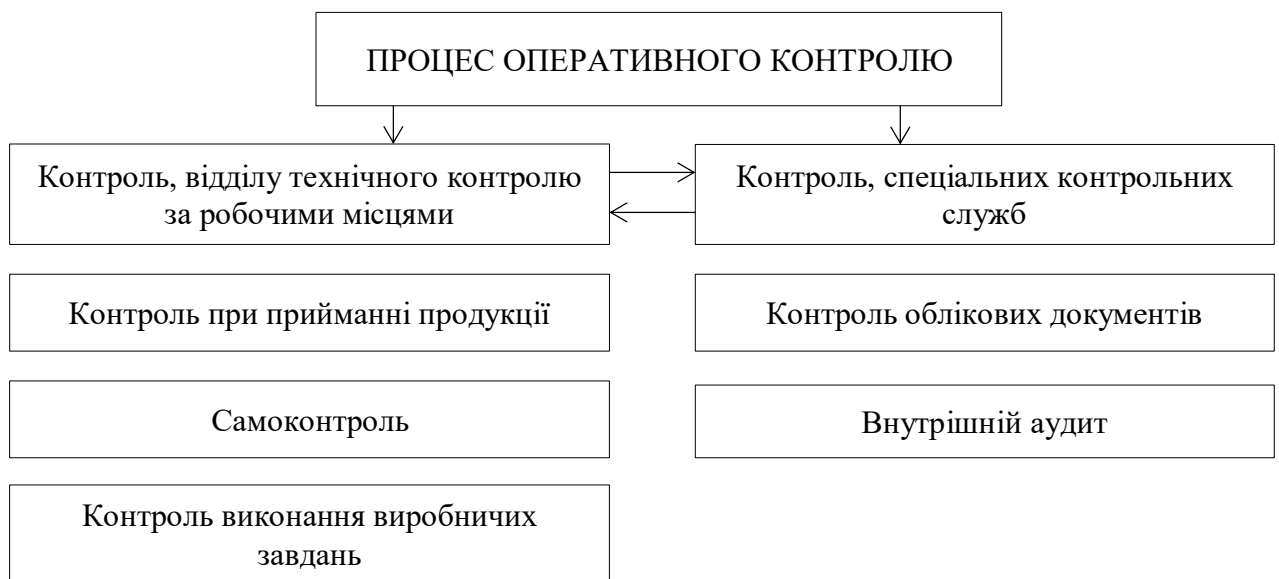 ПРОЦЕС ОПЕРАТИВНОГО КОНТРОЛЮ
Контроль, відділу технічного контролю
за робочими місцями
Контроль, спеціальних контрольних
служб
Контроль при прийманні продукції
Контроль облікових документів
Самоконтроль
Внутрішній аудит
Контроль виконання виробничих
завдань